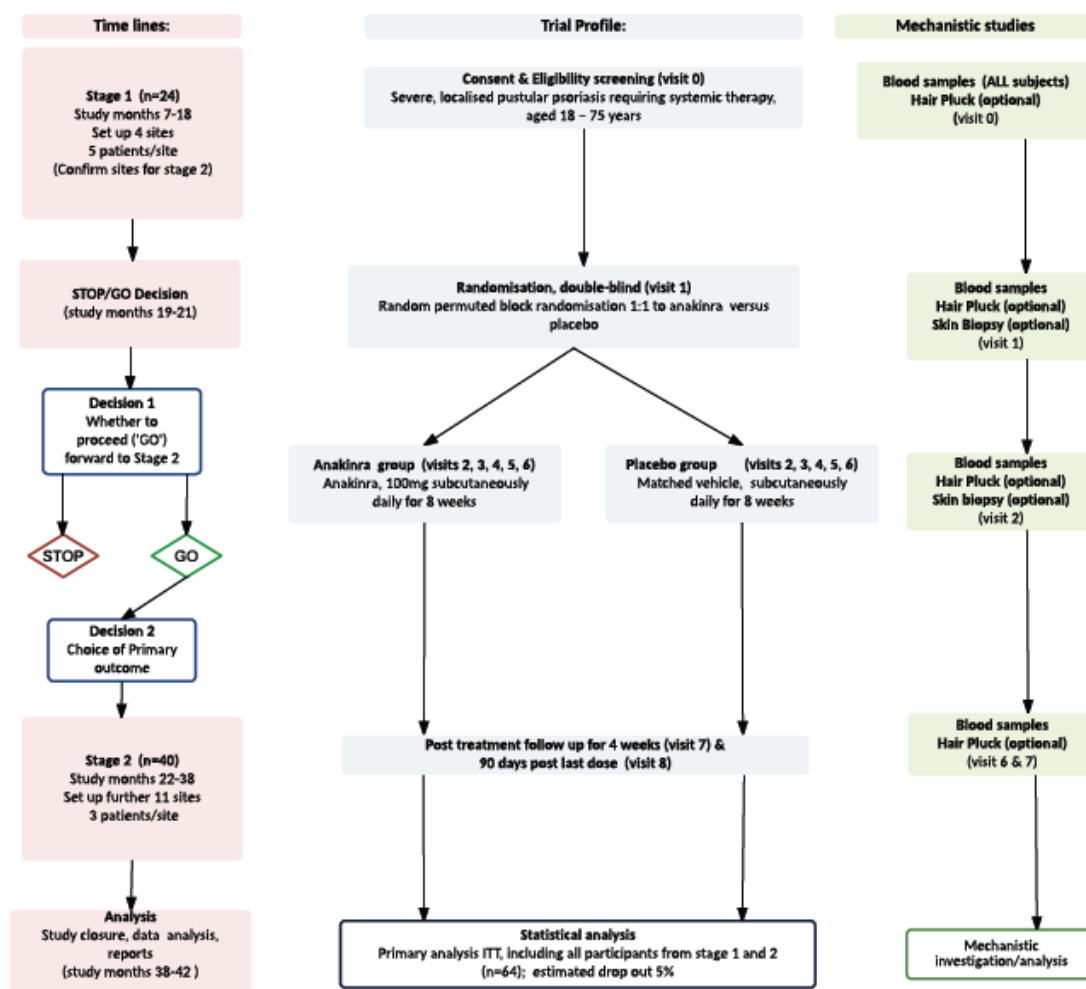 Time lines:
Stage 1  (n=24)
Study months 7-18
Set up 4 sites
5 patients/site
(Confirm sites for stage 2)
STOP/GO Decision
(study months 19-21)
Decision 1
Whether to
proceed ('GO')
forward to Stage 2
STOP
GO
Decision 2
Choice of Primary
outcome
Stage 2  (n=40)
Study months 22-38
Set up further 11 sites
3 patients/site
Analysis
Study closure, data  analysis,
reports
(study months 38-42 )
Trial Profile:
Consent & Eligibility screening (visit 0)
Severe, localised pustular psoriasis requiring systemic therapy,
aged 18 – 75 years
Randomisation, double-blind (visit 1)
Random permuted block randomisation 1:1 to anakinra  versus
placebo
Anakinra  group  (visits 2, 3, 4, 5, 6)
Anakinra, 100mg subcutaneously
daily for 8 weeks
Placebo group     (visits 2, 3, 4, 5, 6)
Matched vehicle,  subcutaneously
daily for 8 weeks
Post treatment follow up for 4 weeks (visit 7) &
90 days post last dose  (visit 8)
Statistical analysis
Primary analysis ITT, including all participants from stage 1 and 2
(n=64);  estimated drop out 5%
Mechanistic studies
Blood samples  (ALL subjects)
Hair Pluck (optional)
(visit 0)
Blood samples
Hair Pluck (optional)
Skin Biopsy (optional)
(visit 1)
Blood samples
Hair Pluck (optional)
Skin biopsy (optional)
(visit 2)
Blood samples
Hair Pluck (optional)
(visit 6 & 7)
Mechanistic
investigation/analysis